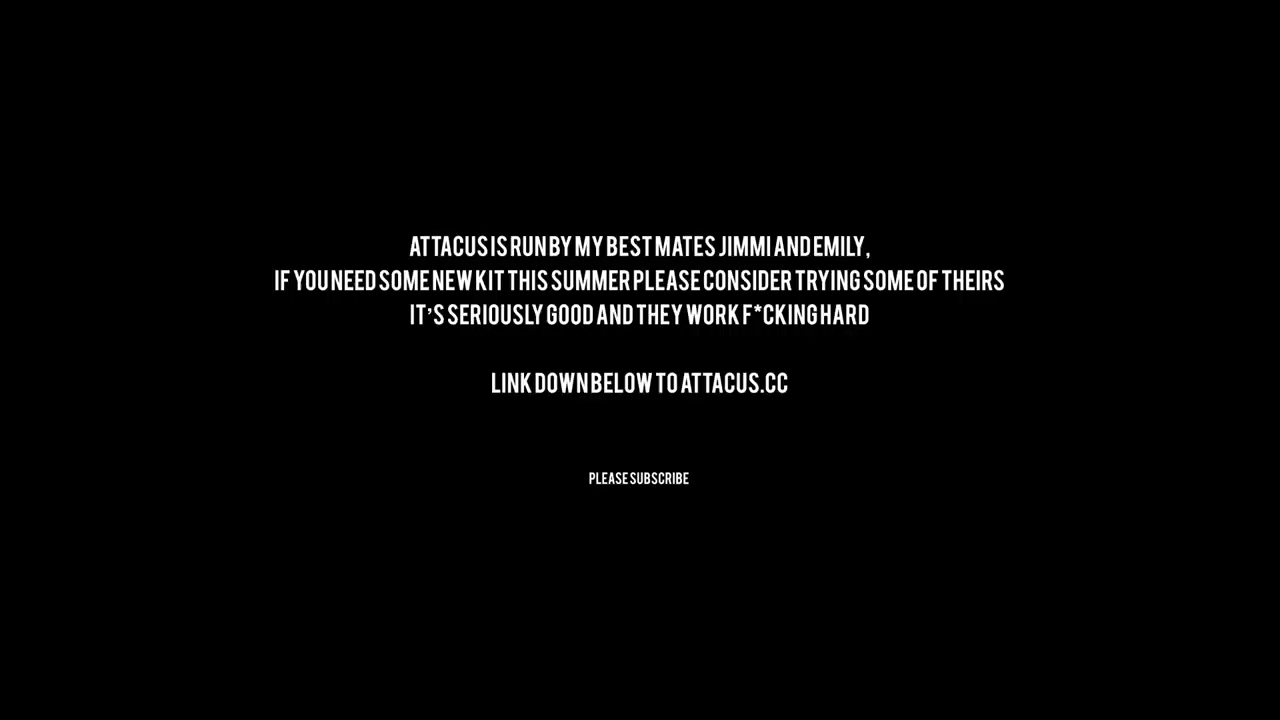 ATTACUS IS RUN BY MY BEST MATES JIMMI AND EMILY,
IF YOU NEED SOME NEW KIT THIS SUMMER PLEASE CONSIDER TRYING SOME OF THEIRS
IT'S SERIOUSLY GOOD AND THEY WORK F*CKING HARD
LINK DOWN BELOW TO ATTACUS.CC
PLEASE SUBSCRIBE